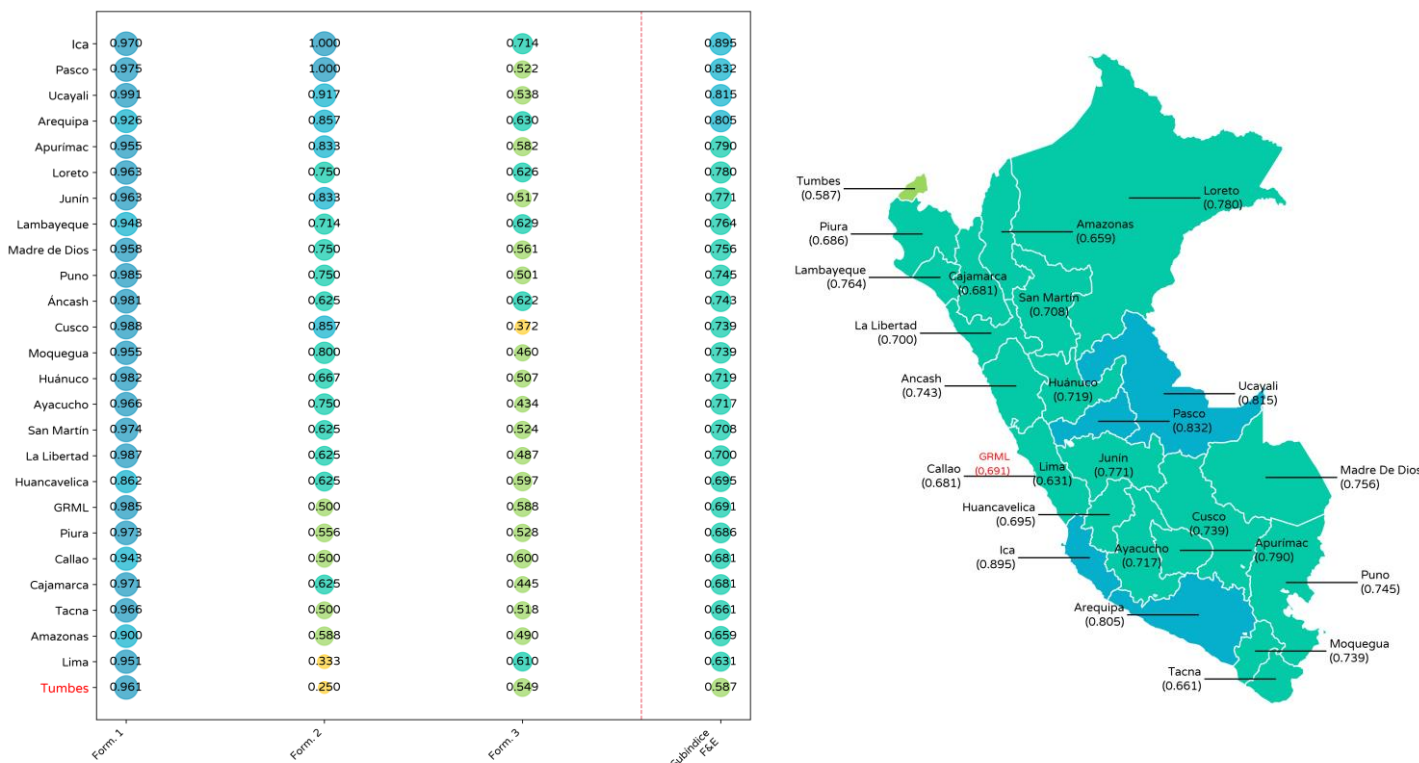 Ica 0.970 1.000 0.714 0.895
Pasco 0.975 1.000 0.522 0.832
Ucayali 0.991 0.917 0.538 0.815
Arequipa 0.926 0.857 0.630 0.805
Apurímac 0.955 0.833 0.582 0.790
Loreto 0.963 0.750 0.626 0.780
Junín 0.963 0.833 0.517 0.771
Lambayeque 0.948 0.714 0.629 0.764
Madre de Dios 0.958 0.750 0.561 0.756
Puno 0.985 0.750 0.501 0.745
Áncash 0.981 0.625 0.622 0.743
Cusco 0.988 0.857 0.372 0.739
Moquegua 0.955 0.800 0.460 0.739
Huánuco 0.982 0.667 0.507 0.719
Ayacucho 0.966 0.750 0.434 0.717
San Martín 0.974 0.625 0.524 0.708
La Libertad 0.987 0.625 0.487 0.700
Huancavelica 0.862 0.625 0.597 0.695
GRML 0.985 0.500 0.588 0.691
Piura 0.973 0.556 0.528 0.686
Callao 0.943 0.500 0.600 0.681
Cajamarca 0.971 0.625 0.445 0.681
Tacna 0.966 0.500 0.518 0.661
Amazonas 0.900 0.588 0.490 0.659
Lima 0.951 0.333 0.610 0.631
Tumbes 0.961 0.250 0.549 0.587
Form. 1
Form. 2
Form. 3
Subíndice
F&E
Tumbes
(0.587)
Loreto
(0.780)
Piura
(0.686)
Amazonas
(0.659)
Lambayeque
(0.764)
Cajamarca
(0.681)
San Martín
(0.708)
La Libertad
(0.700)
Ancash
(0.743)
Huánuco
(0.719)
Ucayali
(0.815)
Pasco
(0.832)
GRML
(0.691)
Callao
(0.681)
Lima
(0.631)
Junín
(0.771)
Madre De Dios
(0.756)
Huancavelica
(0.695)
Cusco
(0.739)
Ica
(0.895)
Ayacucho
(0.717)
Apurímac
(0.790)
Puno
(0.745)
Arequipa
(0.805)
Moquegua
(0.739)
Tacna
(0.661)